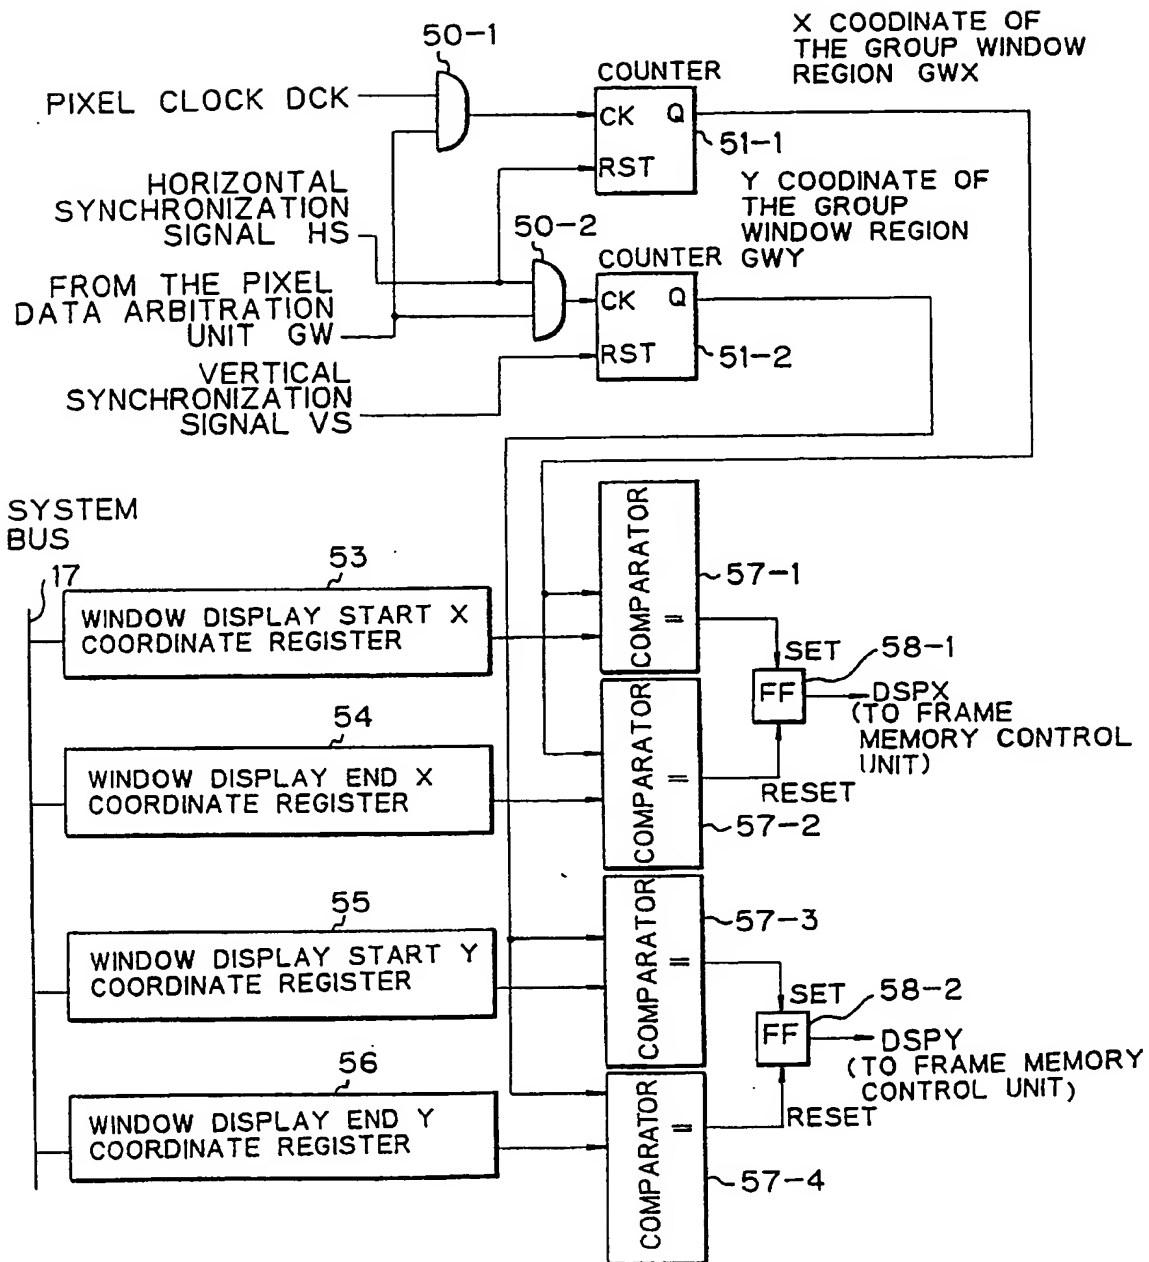 50-1
X COODINATE OF
THE GROUP WINDOW
REGION GWX
COUNTER
PIXEL CLOCK DCK
CK Q
51-1
RST
HORIZONTAL
SYNCHRONIZATION
SIGNAL HS
50-2
Y COODINATE OF
THE GROUP
WINDOW REGION
GWY
COUNTER
FROM THE PIXEL
DATA ARBITRATION
UNIT GW
CK Q
51-2
RST
VERTICAL
SYNCHRONIZATION
SIGNAL VS
SYSTEM
BUS
17
53
WINDOW DISPLAY START X
COORDINATE REGISTER
COMPARATOR
=
57-1
SET
58-1
FF
DSPX
(TO FRAME
MEMORY CONTROL
UNIT)
54
WINDOW DISPLAY END X
COORDINATE REGISTER
COMPARATOR
=
RESET
57-2
55
WINDOW DISPLAY START Y
COORDINATE REGISTER
COMPARATOR
=
57-3
SET
58-2
FF
DSPY
(TO FRAME MEMORY
CONTROL UNIT)
56
WINDOW DISPLAY END Y
COORDINATE REGISTER
COMPARATOR
=
RESET
57-4